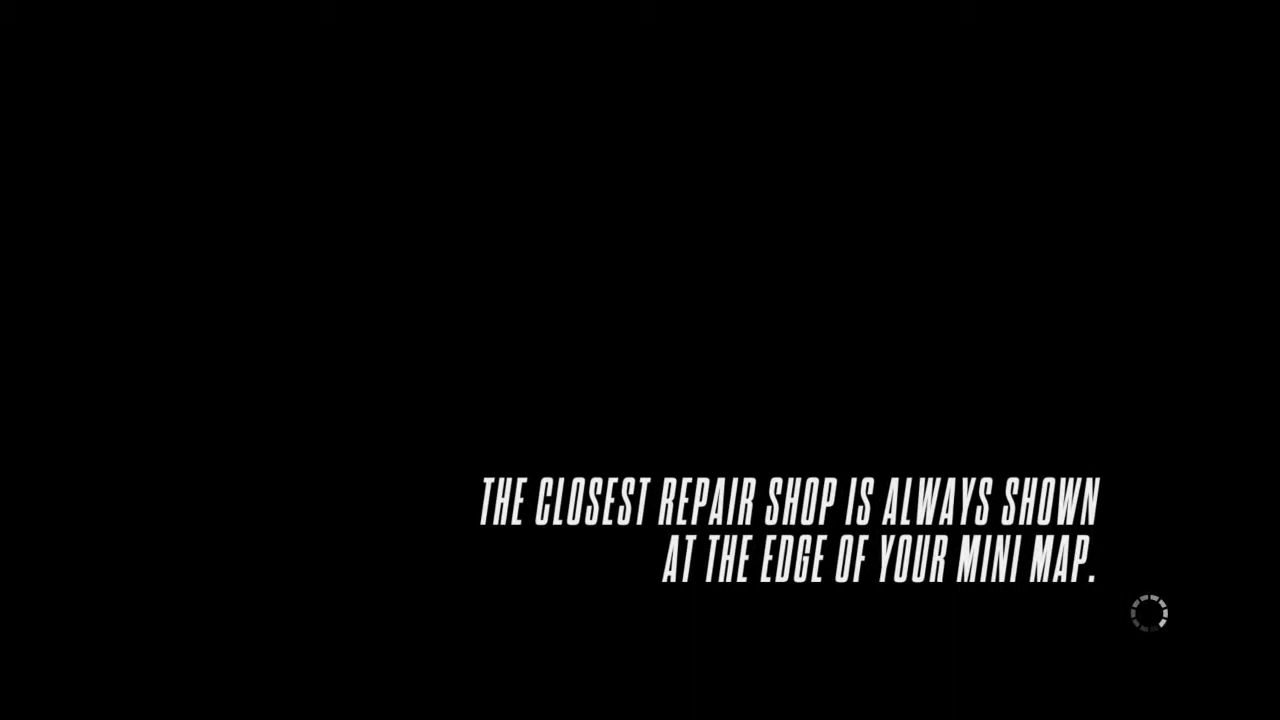 THE CLOSEST REPAIR SHOP IS ALWAYS SHOWN
AT THE EDGE OF YOUR MINI MAP.